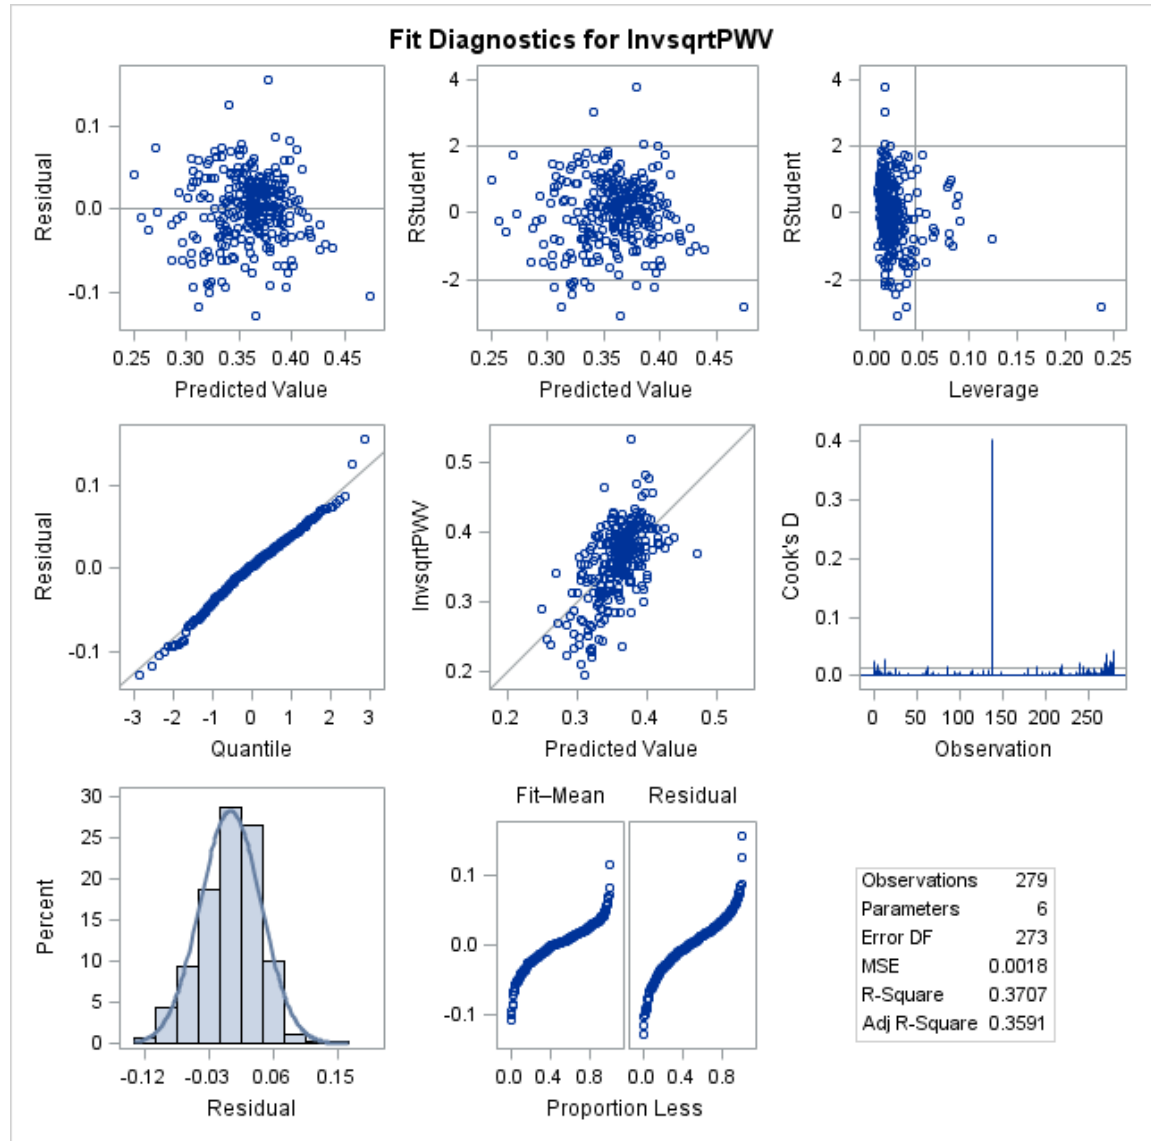 Fit Diagnostics for InvsqrtPWV
Residual
0.1
0.0
-0.1
0.25 0.30 0.35 0.40 0.45
Predicted Value
RStudent
4
2
0
-2
0.25 0.30 0.35 0.40 0.45
Predicted Value
RStudent
4
2
0
-2
0.00 0.05 0.10 0.15 0.20 0.25
Leverage
Residual
0.1
0.0
-0.1
-3 -2 -1 0 1 2 3
Quantile
InvsqrtPWV
0.5
0.4
0.3
0.2
0.2 0.3 0.4 0.5
Predicted Value
Cook's D
0.4
0.3
0.2
0.1
0.0
0 50 100 150 200 250
Observation
Percent
30
25
20
15
10
5
0
-0.12 -0.03 0.06 0.15
Residual
Fit–Mean Residual
0.1
0.0
-0.1
0.0 0.4 0.8 0.0 0.4 0.8
Proportion Less
Observations 279
Parameters 6
Error DF 273
MSE 0.0018
R-Square 0.3707
Adj R-Square 0.3591